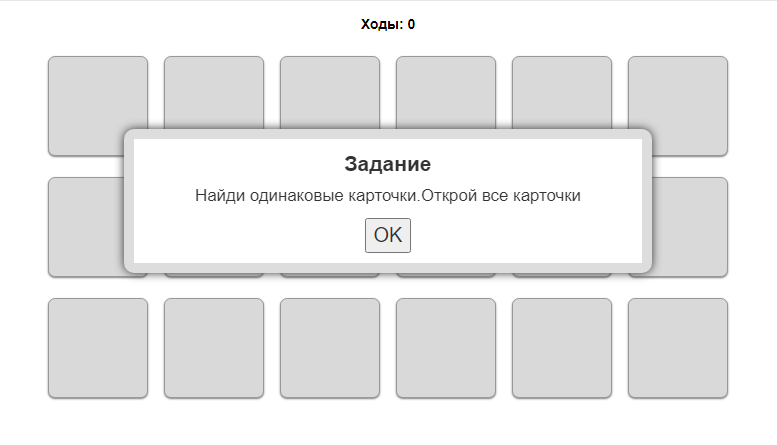 Ходы: 0
Задание
Найди одинаковые карточки.Открой все карточки
OK